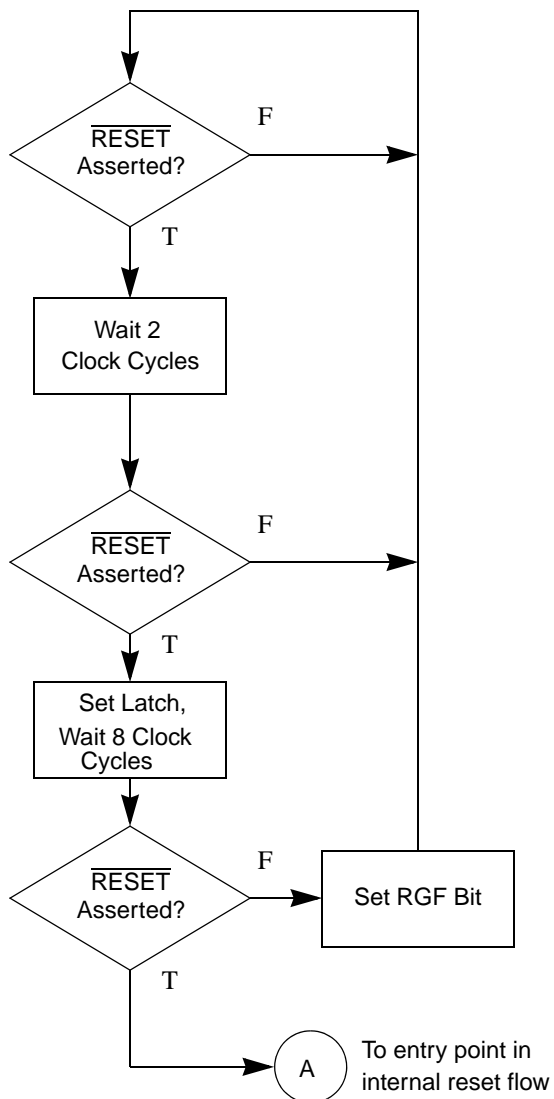 RESET
Asserted?
F
T
Wait 2
Clock Cycles
RESET
Asserted?
F
T
Set Latch,
Wait 8 Clock
Cycles
RESET
Asserted?
F
Set RGF Bit
T
A
To entry point in
internal reset flow